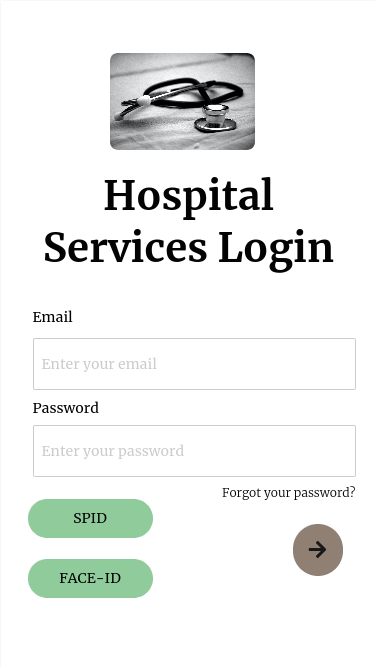 Hospital
Services Login
Email
Enter your email
Password
Enter your password
Forgot your password?
SPID
FACE-ID